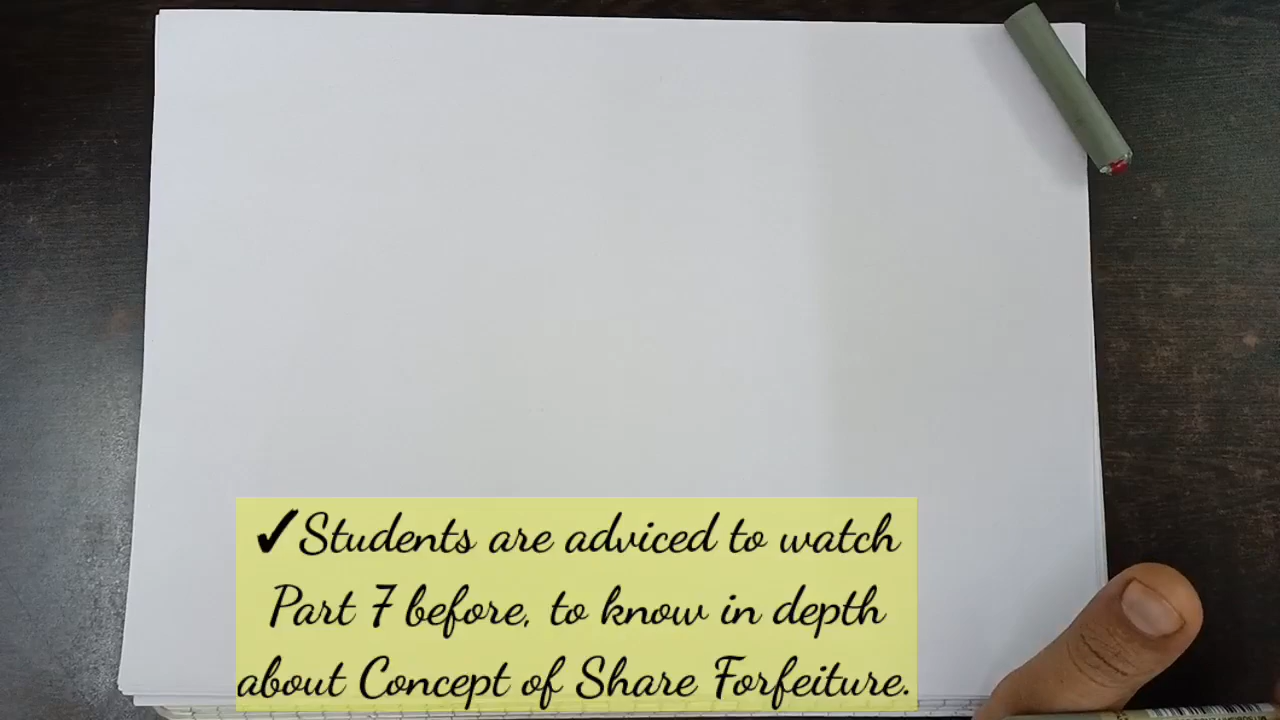 ✓Students are adviced to watch
Part 7 before, to know in depth
about Concept of Share Forfeiture.